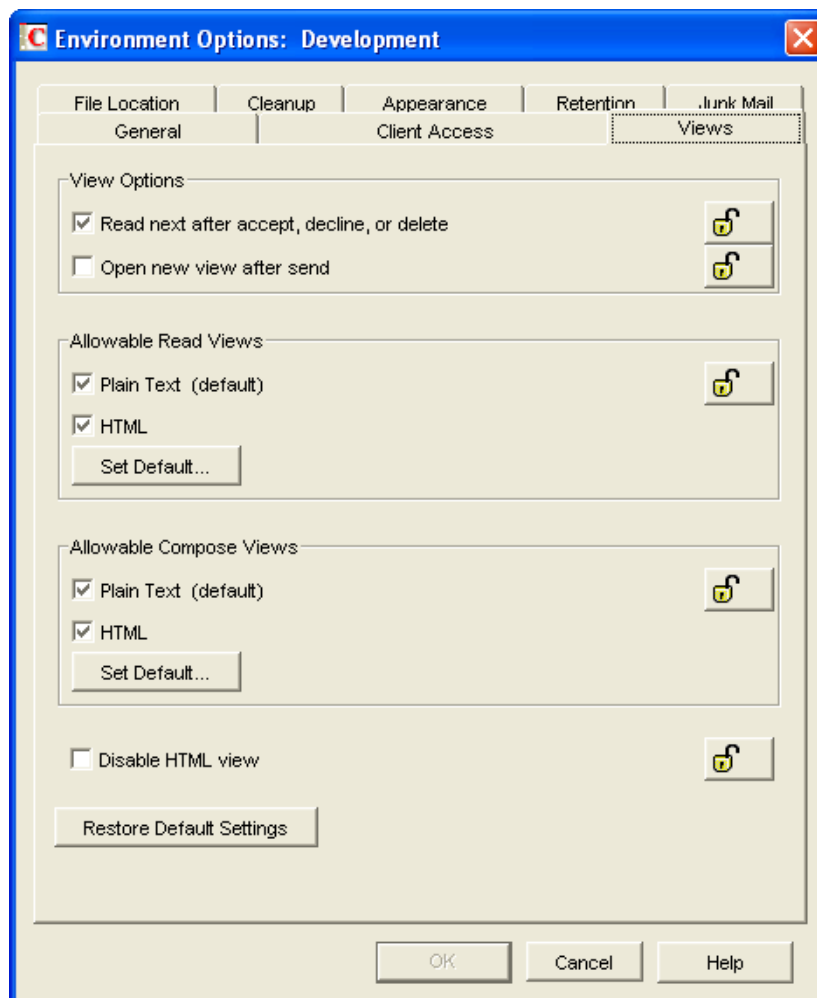 C Environment Options: Development
File Location Cleanup Appearance Retention Junk Mail
General Client Access Views
View Options
Read next after accept, decline, or delete
Open new view after send
Allowable Read Views
Plain Text (default)
HTML
Set Default...
Allowable Compose Views
Plain Text (default)
HTML
Set Default...
Disable HTML view
Restore Default Settings
OK Cancel Help